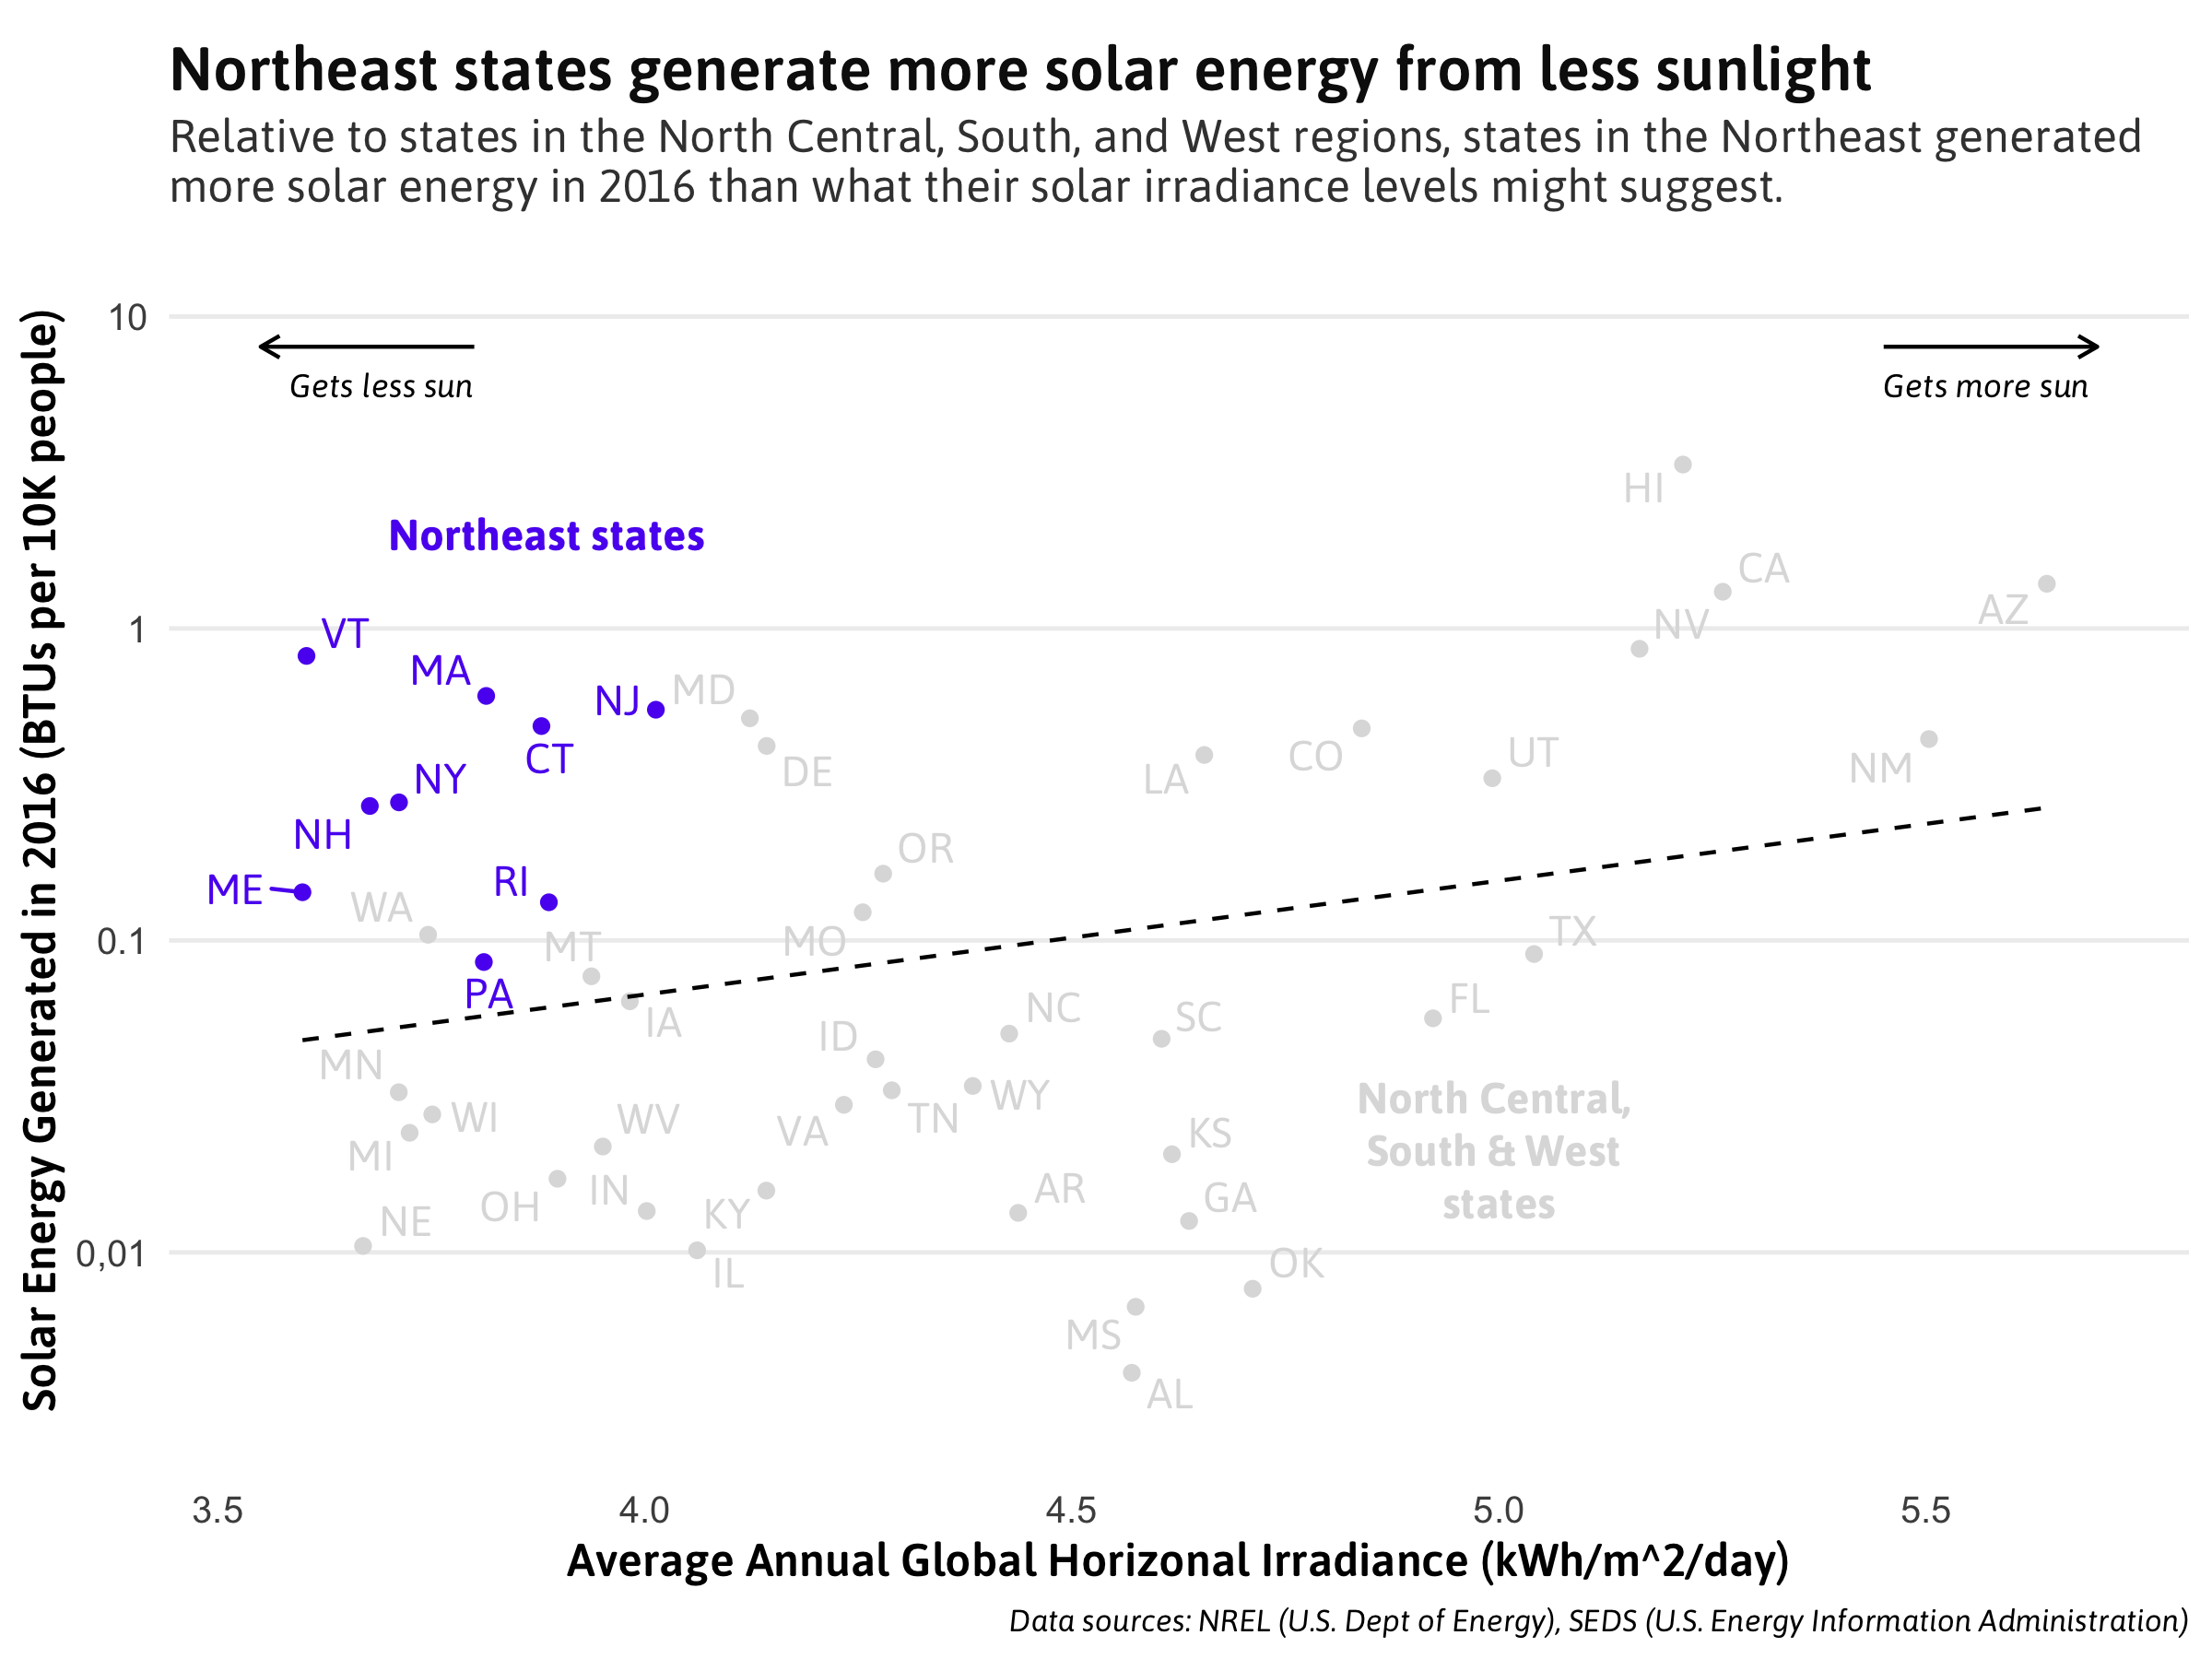 Northeast states generate more solar energy from less sunlight
Relative to states in the North Central, South, and West regions, states in the Northeast generated
more solar energy in 2016 than what their solar irradiance levels might suggest.
Solar Energy Generated in 2016 (BTUs per 10K people)
10
Gets less sun
Gets more sun
HI
Northeast states
CA
AZ
NV
1
VT
MA
NJ
MD
CT
DE
NY
LA
CO
UT
NM
NH
OR
ME
RI
WA
MO
MT
TX
0.1
PA
IA
ID
NC
SC
FL
MN
WI
MI
WV
VA
TN
WY
North Central,
South & West
states
KS
OH
IN
KY
AR
GA
NE
0,01
IL
OK
MS
AL
3.5
4.0
4.5
5.0
5.5
Average Annual Global Horizonal Irradiance (kWh/m^2/day)
Data sources: NREL (U.S. Dept of Energy), SEDS (U.S. Energy Information Administration)